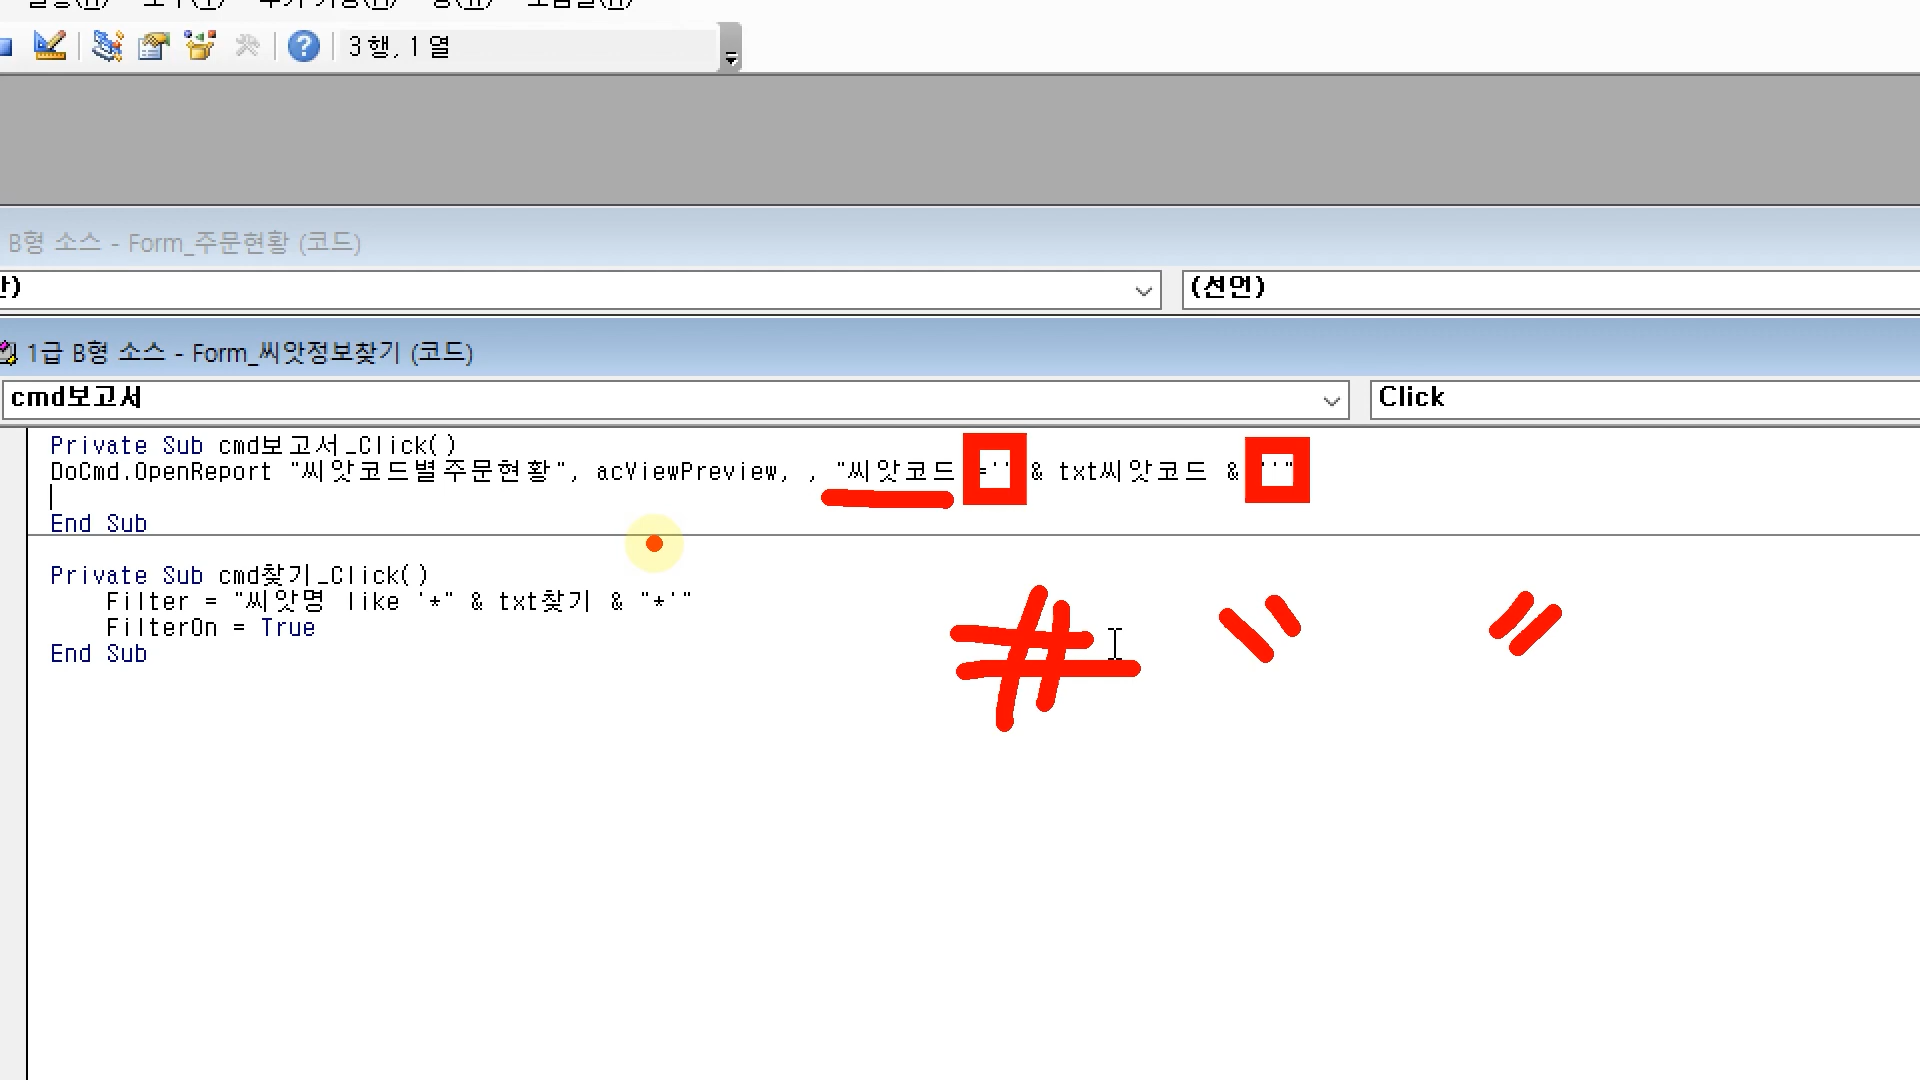 3 행, 1 열
B형 소스 - Form_주문현황 (코드)
(선언)
1급 B형 소스 - Form_씨앗정보찾기 (코드)
cmd보고서
Click
Private Sub cmd보고서_Click()
DoCmd.OpenReport "씨앗코드별주문현황", acViewPreview, , "씨앗코드 ='" & txt씨앗코드 & "'"
End Sub
Private Sub cmd찾기_Click()
Filter = "씨앗명 like '*" & txt찾기 & "*'"
FilterOn = True
End Sub
# " "